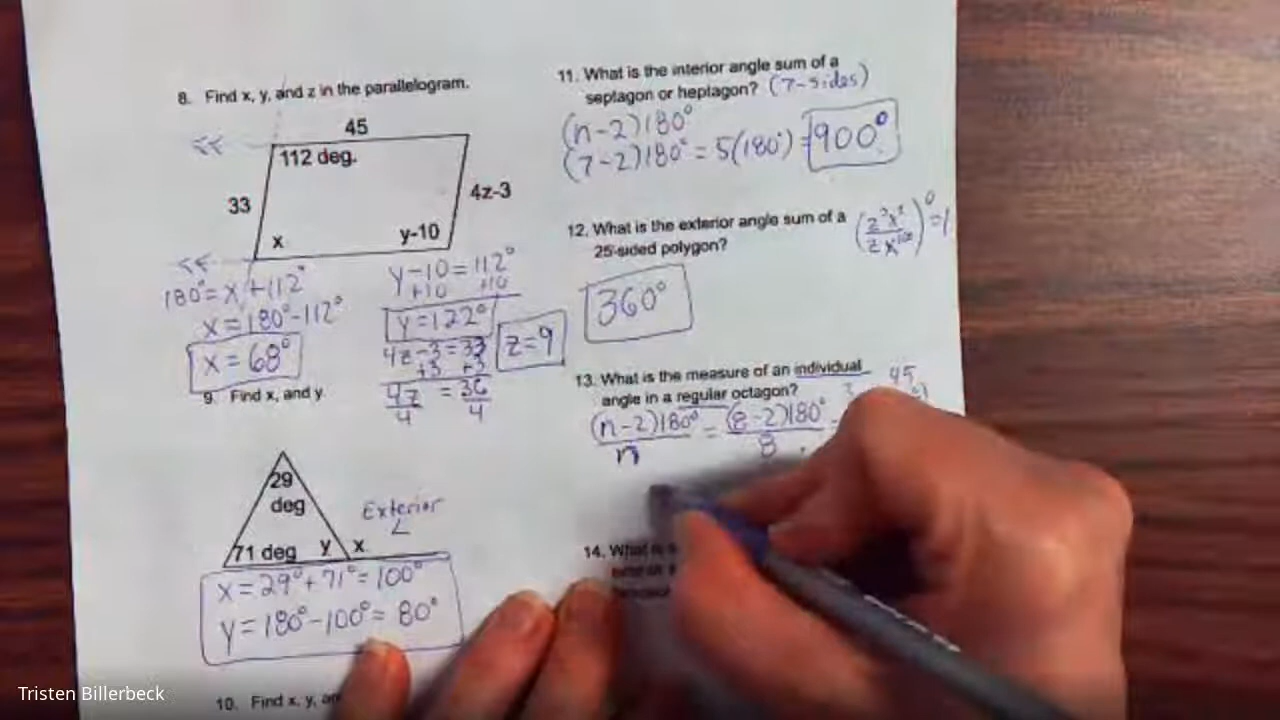 8. Find x, y, and z in the parallelogram.
<<
45
112 deg.
33
4z-3
x
y-10
<<
180°=x+112°
x=180°-112°
x=68°
y-10=112°
+10 +10
y=122°
4z-3=33
+3 +3
4z = 36
4 4
z=9
9. Find x, and y
29
deg
71 deg y x
Exterior
x=29°+71°=100°
y=180°-100°=80°
10. Find x, y,
11. What is the interior angle sum of a
septagon or heptagon? (7-sides)
(n-2)180°
(7-2)180°=5(180°)=900°
12. What is the exterior angle sum of a
25-sided polygon?
=1
360°
13. What is the measure of an individual
angle in a regular octagon?
45
(n-2)180° = (8-2)180° =
n 8
14. What is
Tristen Billerbeck